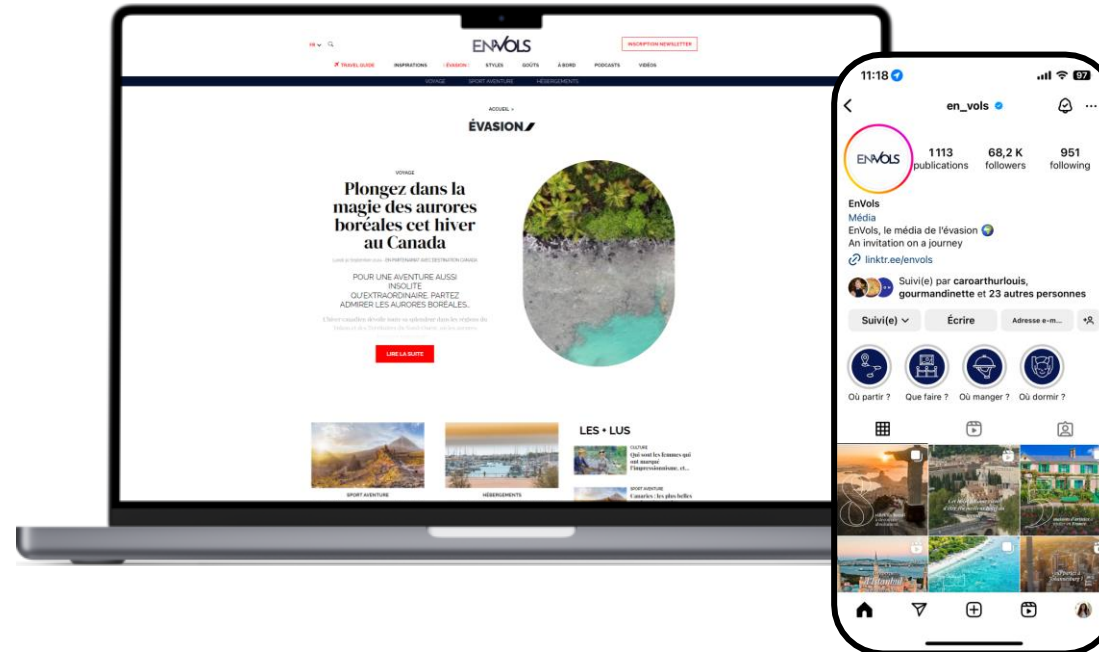 FR
ENVOLS
INSCRIPTION NEWSLETTER
TRAVEL GUIDE INSPIRATIONS ÉVASION STYLES GOÛTS À BORD PODCASTS VIDÉOS
VOYAGE SPORT AVENTURE HÉBERGEMENTS
ACCUEIL
ÉVASION
VOYAGE
Plongez dans la
magie des aurores
boréales cet hiver
au Canada
EN PARTENARIAT AVEC DESTINATION CANADA
POUR UNE AVENTURE AUSSI
INSOLITE
QU'EXTRAORDINAIRE, PARTEZ
ADMIRER LES AURORES BORÉALES...
LIRE LA SUITE
LES + LUS
CULTURE
Qui sont les femmes qui
ont marqué
l'impressionnisme, et...
SPORT AVENTURE
Canaries : les plus belles
SPORT AVENTURE
HÉBERGEMENTS
11:18
97
en_vols
ENVOLS
1 113 68,2 K 951
publications followers following
EnVols
Média
EnVols, le média de l'évasion
An invitation on a journey
linktr.ee/envols
Suivi(e) par caroarthurlouis,
gourmandinette et 23 autres personnes
Suivi(e) Écrire Adresse e-m...
Où partir ? Que faire ? Où manger ? Où dormir ?